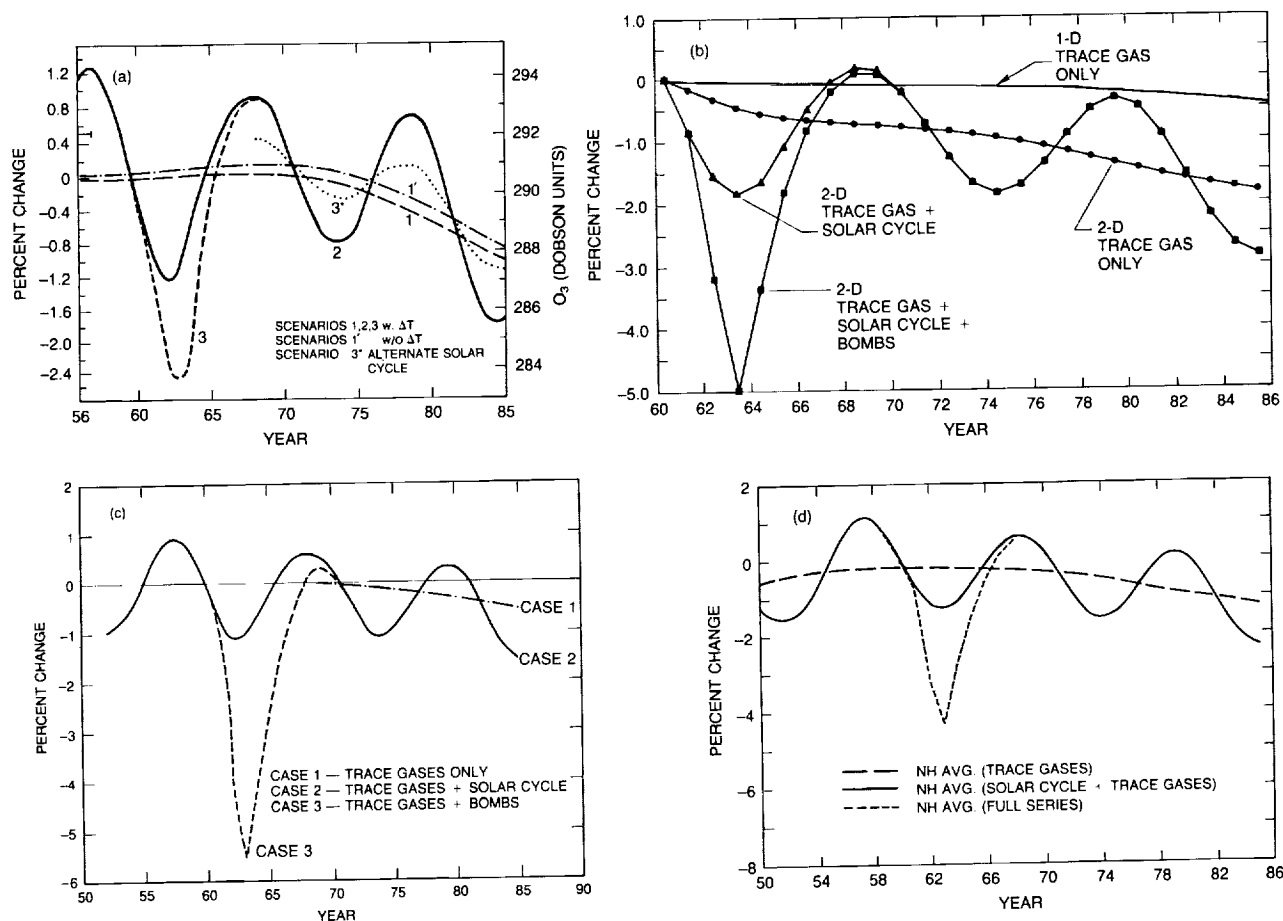 (a)
PERCENT CHANGE
1.2
0.8
0.4
0
-0.4
-0.8
-1.2
-1.6
-2.0
-2.4
294
292
290
288
286
284
O₃ (DOBSON UNITS)
1
1'
1
2
3
SCENARIOS 1,2,3 w. ΔT
SCENARIOS 1' w/o ΔT
SCENARIO 3" ALTERNATE SOLAR
CYCLE
56 60 65 70 75 80 85
YEAR
(b)
PERCENT CHANGE
1.0
0
-1.0
-2.0
-3.0
-4.0
-5.0
1-D
TRACE GAS
ONLY
2-D
TRACE GAS +
SOLAR CYCLE
2-D
TRACE GAS +
SOLAR CYCLE +
BOMBS
2-D
TRACE GAS
ONLY
60 62 64 66 68 70 72 74 76 78 80 82 84 86
YEAR
(c)
PERCENT CHANGE
2
1
0
-1
-2
-3
-4
-5
-6
CASE 1
CASE 2
CASE 1 — TRACE GASES ONLY
CASE 2 — TRACE GASES + SOLAR CYCLE
CASE 3 — TRACE GASES + BOMBS
CASE 3
50 55 60 65 70 75 80 85 90
YEAR
(d)
PERCENT CHANGE
2
0
-2
-4
-6
-8
NH AVG. (TRACE GASES)
NH AVG. (SOLAR CYCLE + TRACE GASES)
NH AVG. (FULL SERIES)
50 54 58 62 66 70 74 78 82 86
YEAR